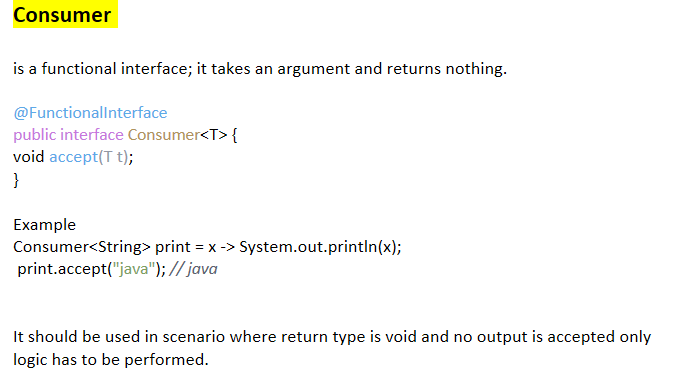 Consumer
is a functional interface; it takes an argument and returns nothing.
@FunctionalInterface
public interface Consumer<T> {
void accept(T t);
}
Example
Consumer<String> print = x -> System.out.println(x);
print.accept("java"); // java
It should be used in scenario where return type is void and no output is accepted only
logic has to be performed.